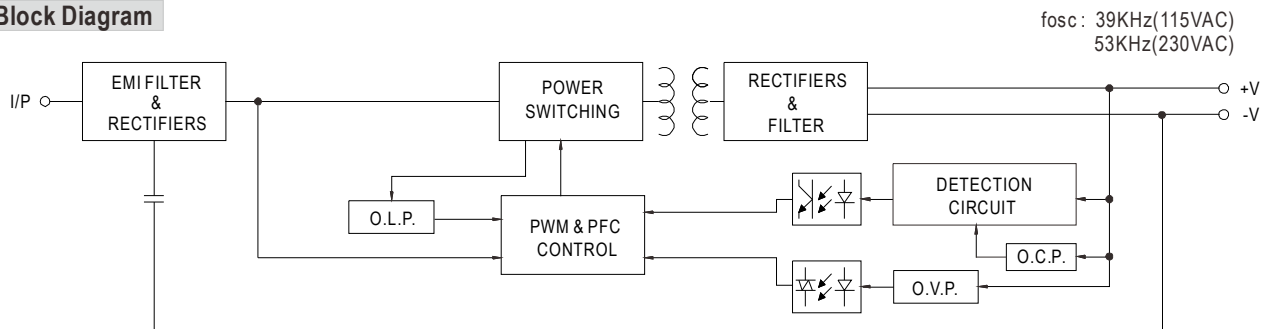 Block Diagram
fosc : 39KHz(115VAC)
53KHz(230VAC)
I/P
EMI FILTER
&
RECTIFIERS
POWER
SWITCHING
RECTIFIERS
&
FILTER
+V
-V
O.L.P.
PWM & PFC
CONTROL
DETECTION
CIRCUIT
O.C.P.
O.V.P.